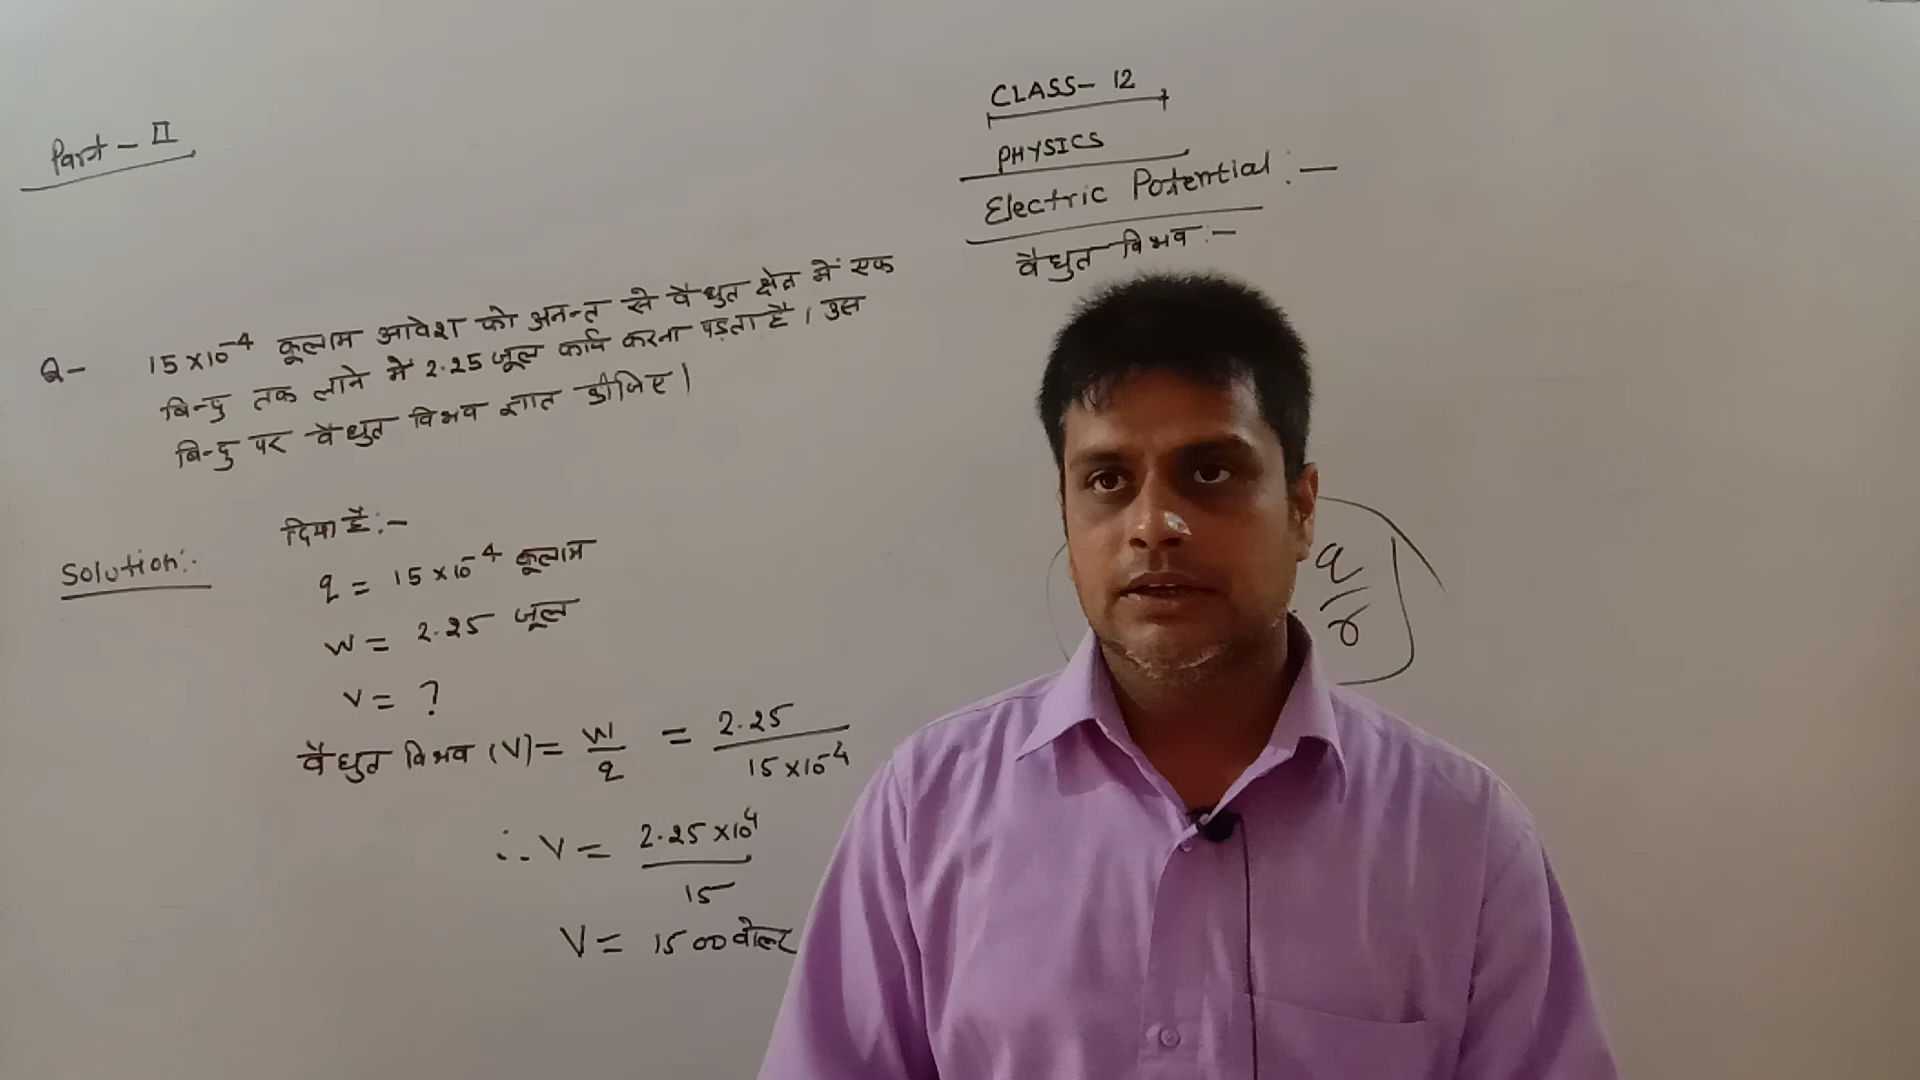 Part - II
CLASS- 12
PHYSICS
Electric Potential :-
वैधुत विभव :-
Q- 15 x 10⁻⁴ कूलाम आवेश को अनन्त से वैधुत क्षेत्र में एक
बिन्दु तक लाने में 2.25 जूल कार्य करना पड़ता है, उस
बिन्दु पर वैधुत विभव ज्ञात कीजिए।
Solution:-
दिया है:-
q = 15 x 10⁻⁴ कूलाम
W = 2.25 जूल
V = ?
वैधुत विभव (V) = W/q = 2.25/15 x 10⁻⁴
∴ V = 2.25 x 10⁴/15
V = 1500 वोल्ट
q/r